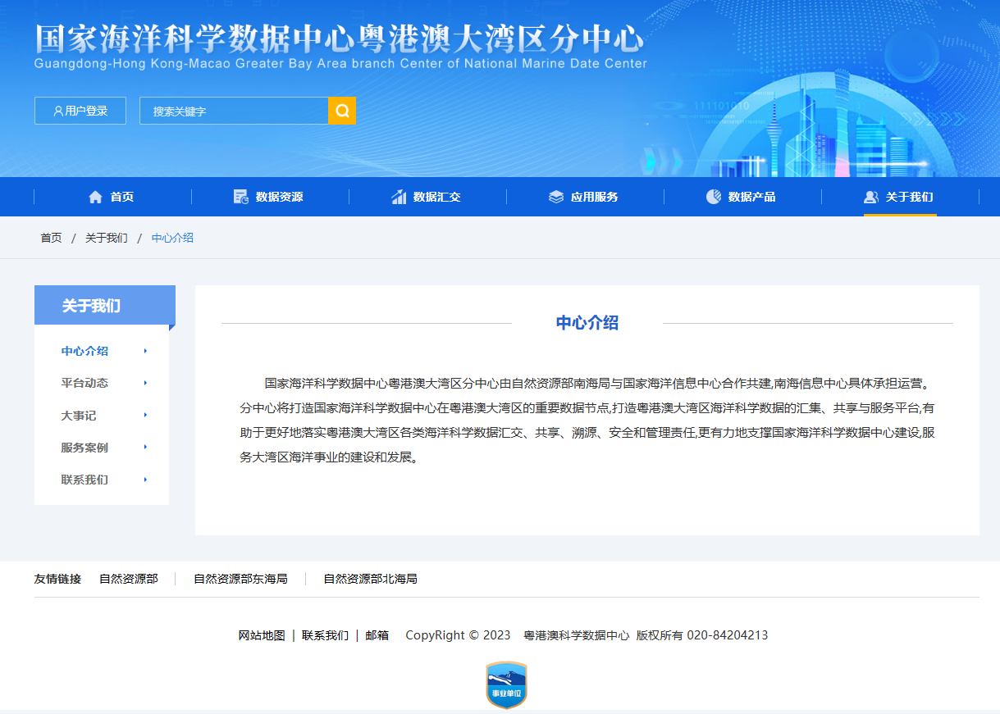 国家海洋科学数据中心粤港澳大湾区分中心
Guangdong-Hong Kong-Macao Greater Bay Area branch Center of National Marine Date Center
用户登录 搜索关键字
111101010
首页 数据资源 数据汇交 应用服务 数据产品 关于我们
首页 / 关于我们 / 中心介绍
关于我们
中心介绍
平台动态
大事记
服务案例
联系我们
中心介绍
国家海洋科学数据中心粤港澳大湾区分中心由自然资源部南海局与国家海洋信息中心合作共建,南海信息中心具体承担运营。
分中心将打造国家海洋科学数据中心在粤港澳大湾区的重要数据节点,打造粤港澳大湾区海洋科学数据的汇集、共享与服务平台,有
助于更好地落实粤港澳大湾区各类海洋科学数据汇交、共享、溯源、安全和管理责任,更有力地支撑国家海洋科学数据中心建设,服
务大湾区海洋事业的建设和发展。
友情链接 自然资源部 自然资源部东海局 自然资源部北海局
网站地图 | 联系我们 | 邮箱 CopyRight © 2023 粤港澳科学数据中心 版权所有 020-84204213
事业单位